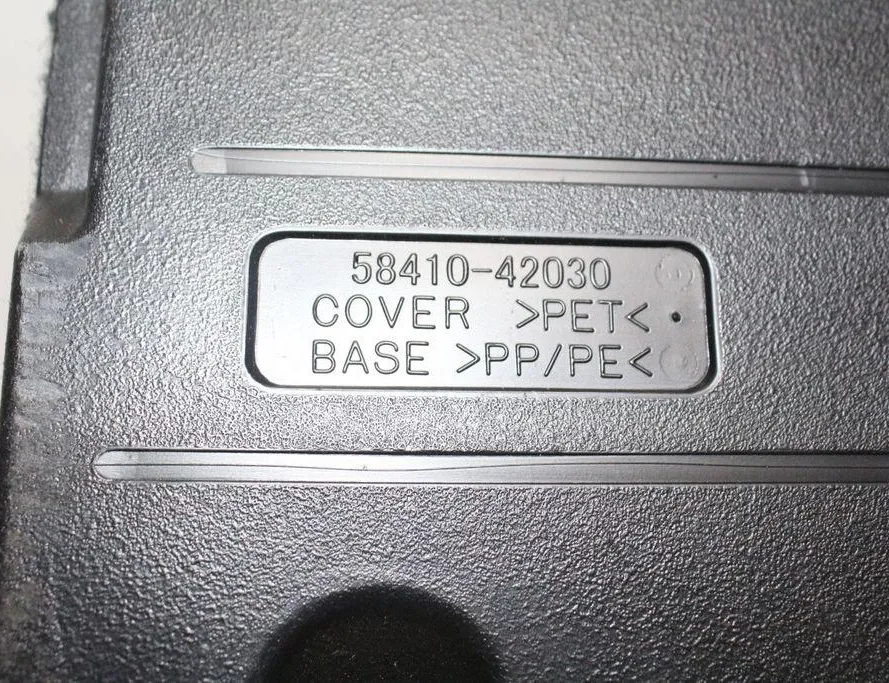 58410-42030
COVER >PET<
BASE >PP/PE<